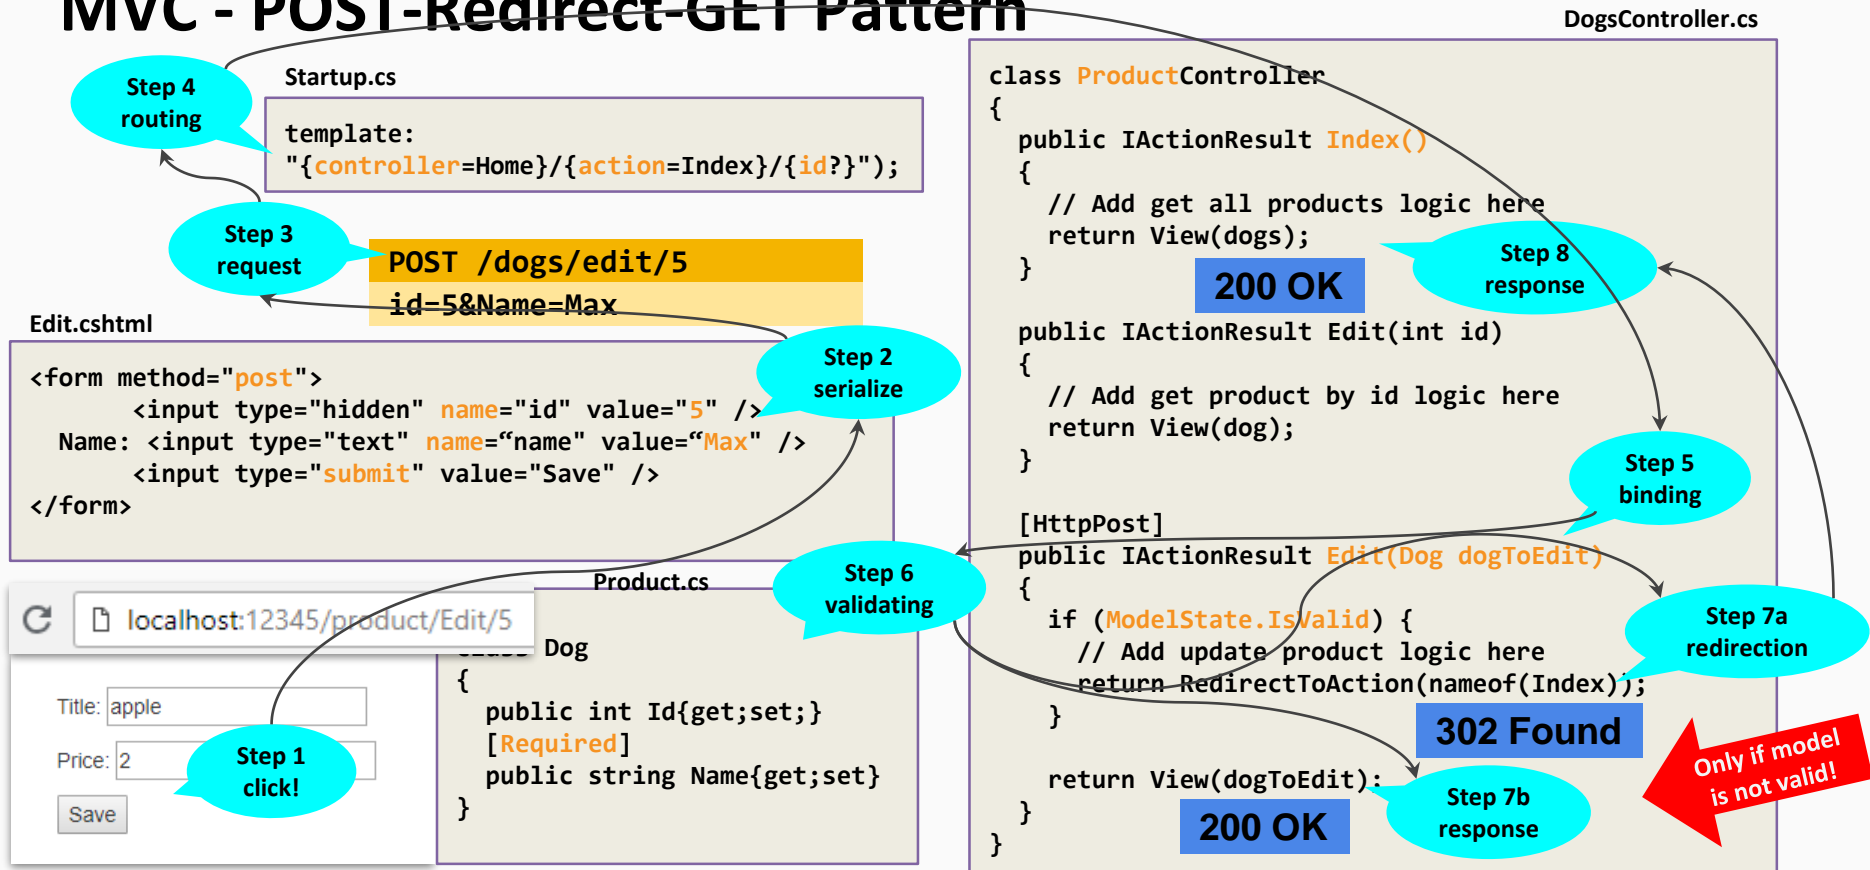 MVC - POST-Redirect-GET Pattern
DogsController.cs
Step 4
routing
Startup.cs
template:
"{controller=Home}/{action=Index}/{id?}");
Step 3
request
POST /dogs/edit/5
id=5&Name=Max
Edit.cshtml
<form method="post">
<input type="hidden" name="id" value="5" />
Name: <input type="text" name=“name" value=“Max" />
<input type="submit" value="Save" />
</form>
Step 2
serialize
localhost:12345/product/Edit/5
Title: apple
Price: 2
Save
Step 1
click!
Product.cs
class Dog
{
public int Id{get;set;}
[Required]
public string Name{get;set}
}
Step 6
validating
class ProductController
{
public IActionResult Index()
{
// Add get all products logic here
return View(dogs);
}
200 OK
Step 8
response
public IActionResult Edit(int id)
{
// Add get product by id logic here
return View(dog);
}
Step 5
binding
[HttpPost]
public IActionResult Edit(Dog dogToEdit)
{
if (ModelState.IsValid) {
// Add update product logic here
return RedirectToAction(nameof(Index));
}
Step 7a
redirection
302 Found
Only if model
is not valid!
return View(dogToEdit);
}
}
200 OK
Step 7b
response